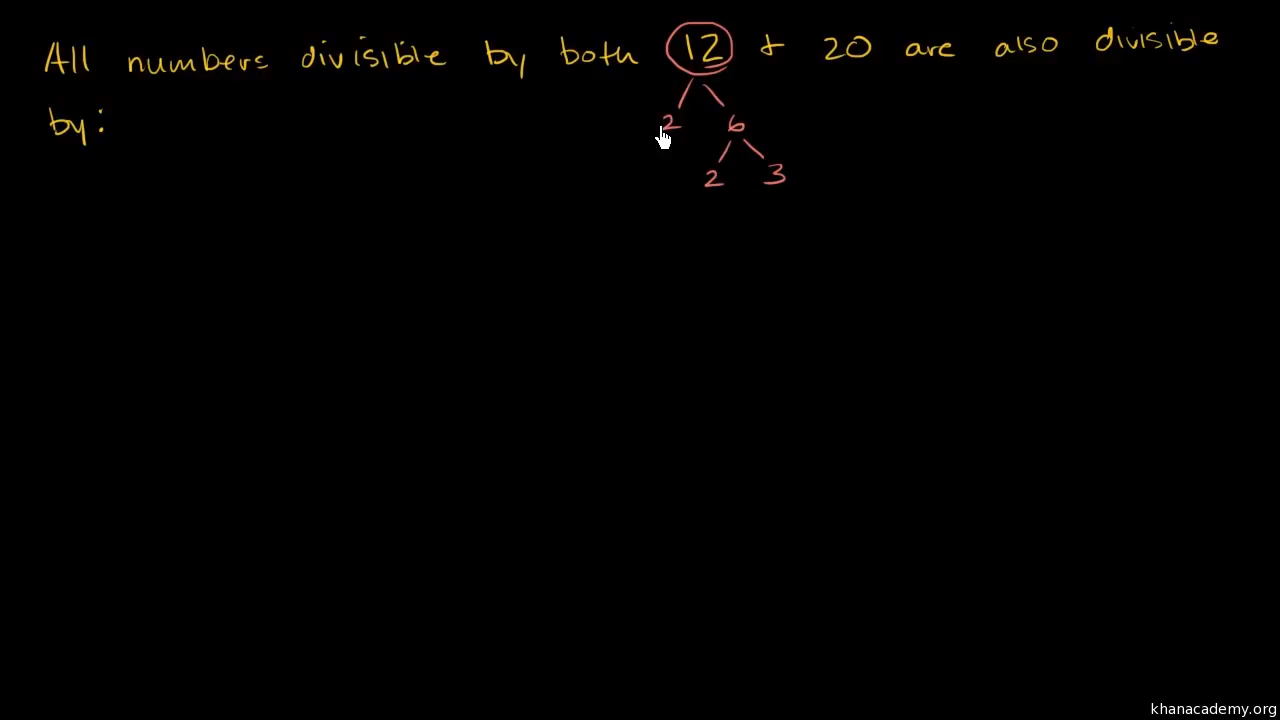 All numbers divisible by both 12 + 20 are also divisible
by:
2 6
2 3
khanacademy.org